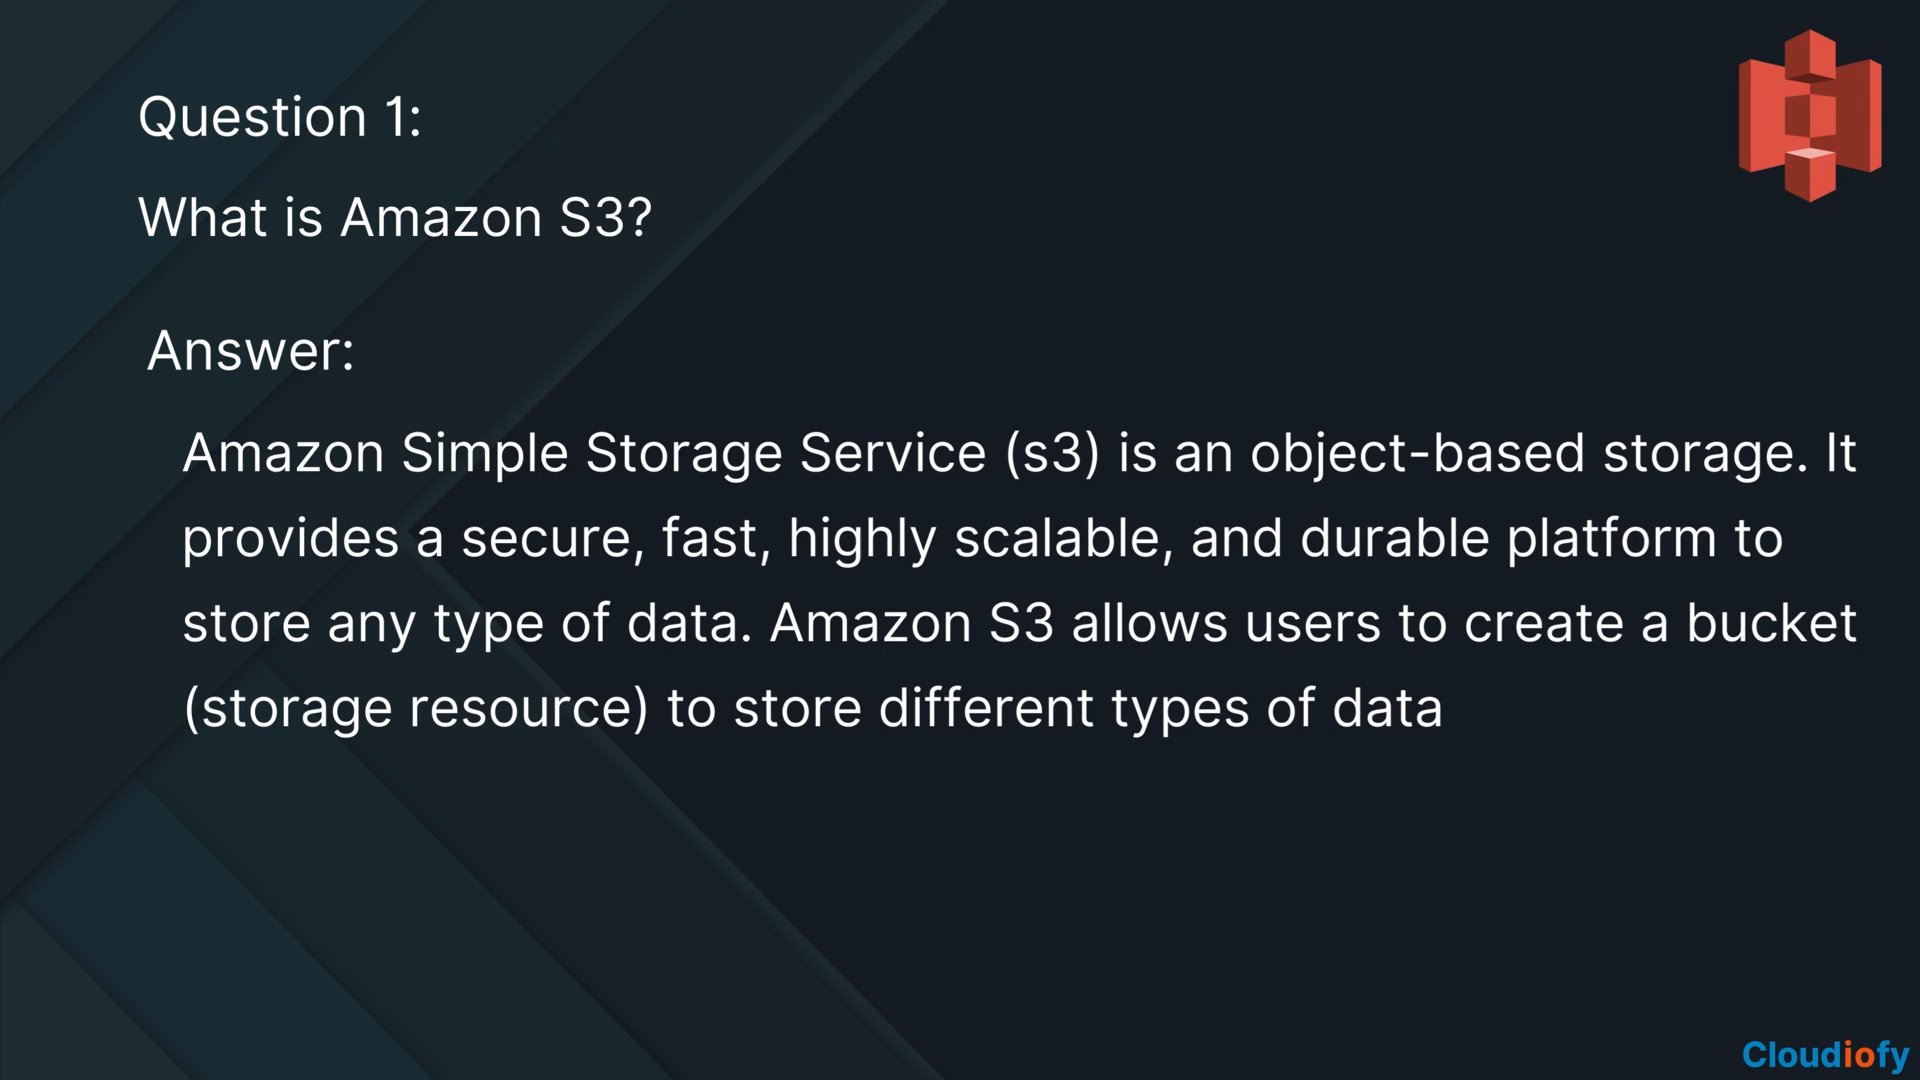 Question 1:
What is Amazon S3?
Answer:
Amazon Simple Storage Service (s3) is an object-based storage. It
provides a secure, fast, highly scalable, and durable platform to
store any type of data. Amazon S3 allows users to create a bucket
(storage resource) to store different types of data
Cloudiofy